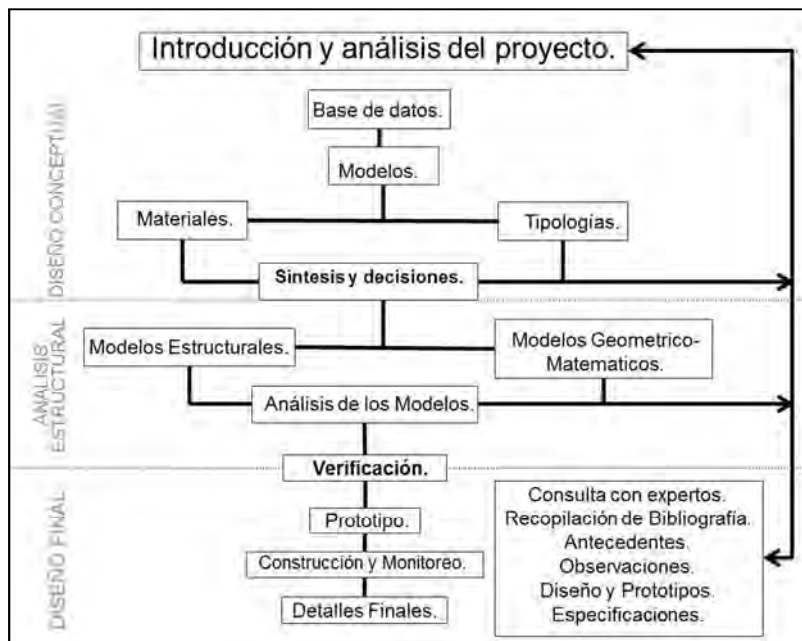 Introducción y análisis del proyecto.
Base de datos.
Modelos.
Materiales.
Tipologías.
Síntesis y decisiones.
DISEÑO CONCEPTUAL
Modelos Estructurales.
Modelos Geometrico-
Matematicos.
Análisis de los Modelos.
ANALISIS
ESTRUCTURAL
Verificación.
Prototipo.
Construcción y Monitoreo.
Detalles Finales.
DISEÑO FINAL
Consulta con expertos.
Recopilación de Bibliografía.
Antecedentes.
Observaciones.
Diseño y Prototipos.
Especificaciones.